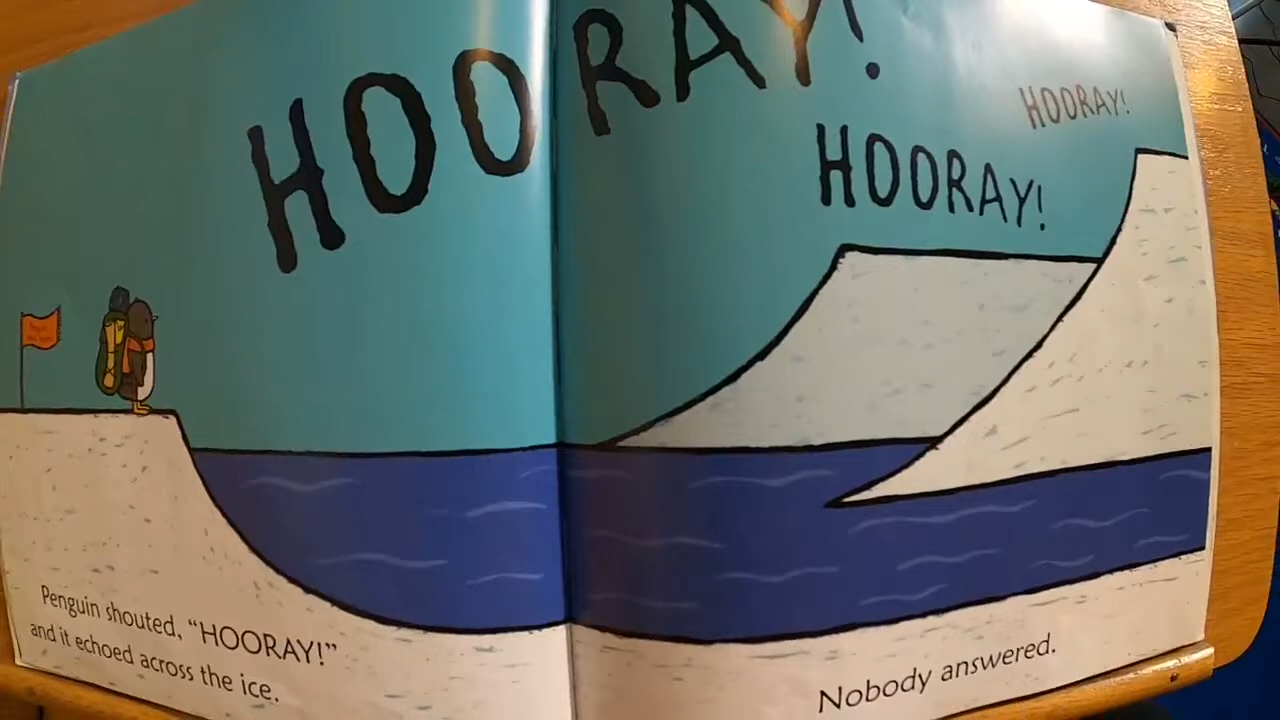 HOORAY!
HOORAY!
HOORAY!
Penguin shouted, “HOORAY!”
and it echoed across the ice.
Nobody answered.